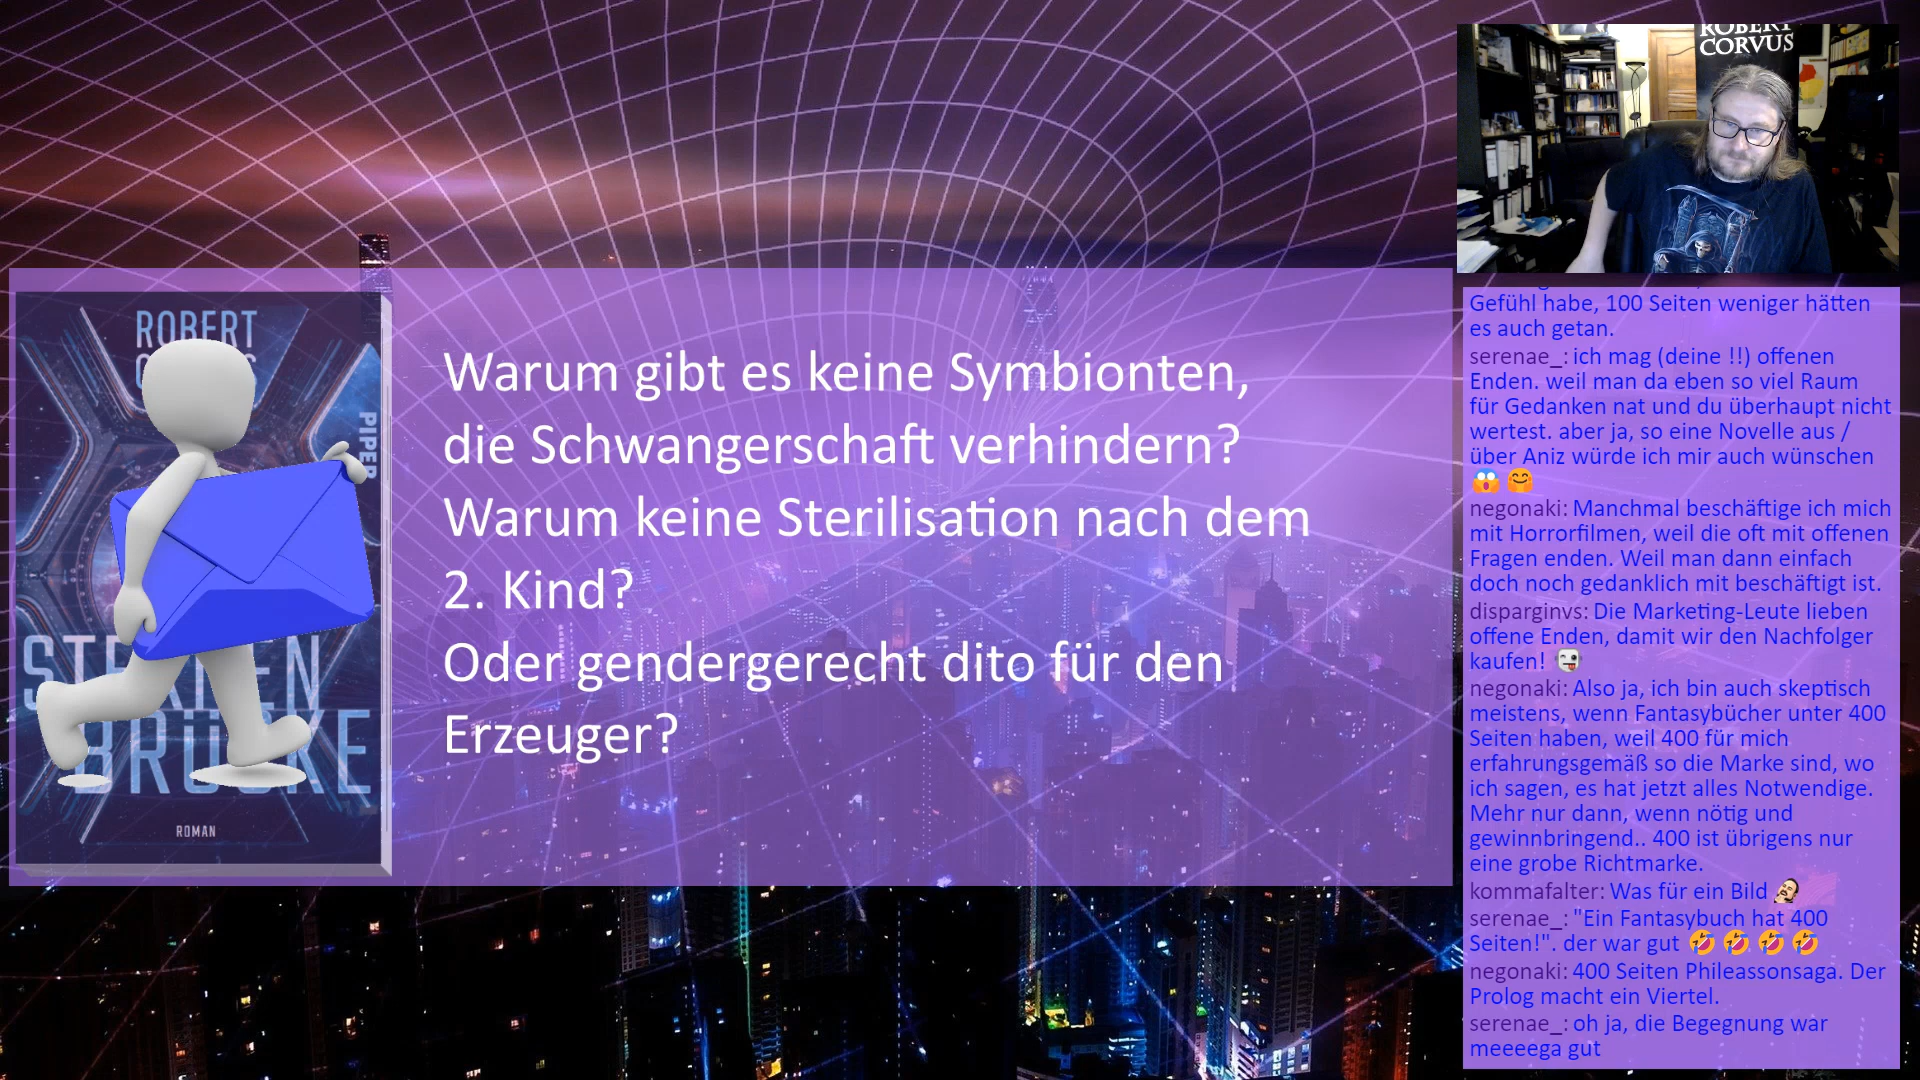 ROBERT
CORVUS
ROBERT
PIPER
BRÜCKE
ROMAN
Warum gibt es keine Symbionten,
die Schwangerschaft verhindern?
Warum keine Sterilisation nach dem
2. Kind?
Oder gendergerecht dito für den
Erzeuger?
Gefühl habe, 100 Seiten weniger hätten
es auch getan.
serenae_: ich mag (deine !!) offenen
Enden. weil man da eben so viel Raum
für Gedanken nat und du überhaupt nicht
wertest. aber ja, so eine Novelle aus /
über Aniz würde ich mir auch wünschen
😱 🤗
negonaki: Manchmal beschäftige ich mich
mit Horrorfilmen, weil die oft mit offenen
Fragen enden. Weil man dann einfach
doch noch gedanklich mit beschäftigt ist.
disparginvs: Die Marketing-Leute lieben
offene Enden, damit wir den Nachfolger
kaufen!
negonaki: Also ja, ich bin auch skeptisch
meistens, wenn Fantasybücher unter 400
Seiten haben, weil 400 für mich
erfahrungsgemäß so die Marke sind, wo
ich sagen, es hat jetzt alles Notwendige.
Mehr nur dann, wenn nötig und
gewinnbringend.. 400 ist übrigens nur
eine grobe Richtmarke.
kommafalter: Was für ein Bild
serenae_: "Ein Fantasybuch hat 400
Seiten!". der war gut 🤣 🤣 🤣 🤣
negonaki: 400 Seiten Phileassonsaga. Der
Prolog macht ein Viertel.
serenae_: oh ja, die Begegnung war
meeeega gut